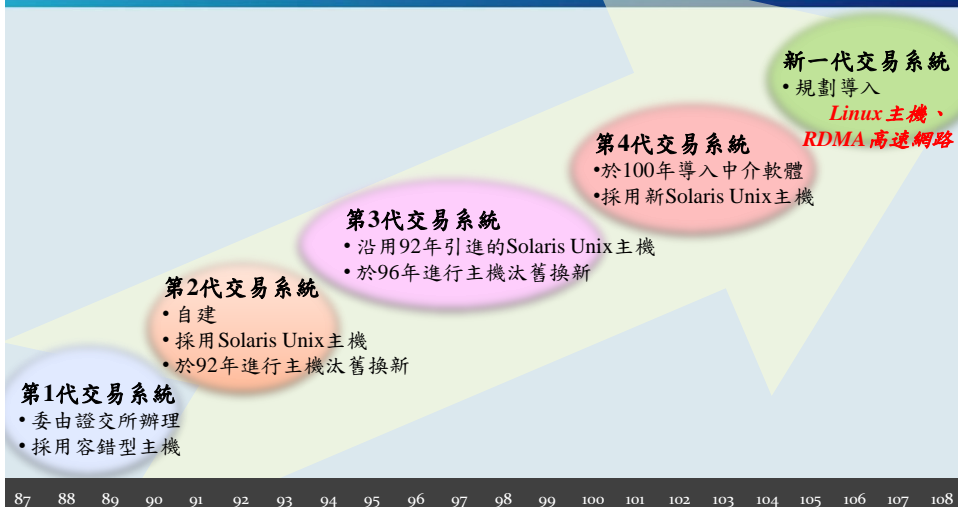 新一代交易系統
• 規劃導入
Linux主機、
RDMA高速網路
第4代交易系統
•於100年導入中介軟體
•採用新Solaris Unix主機
第3代交易系統
• 沿用92年引進的Solaris Unix主機
• 於96年進行主機汰舊換新
第2代交易系統
• 自建
• 採用Solaris Unix主機
• 於92年進行主機汰舊換新
第1代交易系統
• 委由證交所辦理
• 採用容錯型主機
87 88 89 90 91 92 93 94 95 96 97 98 99 100 101 102 103 104 105 106 107 108